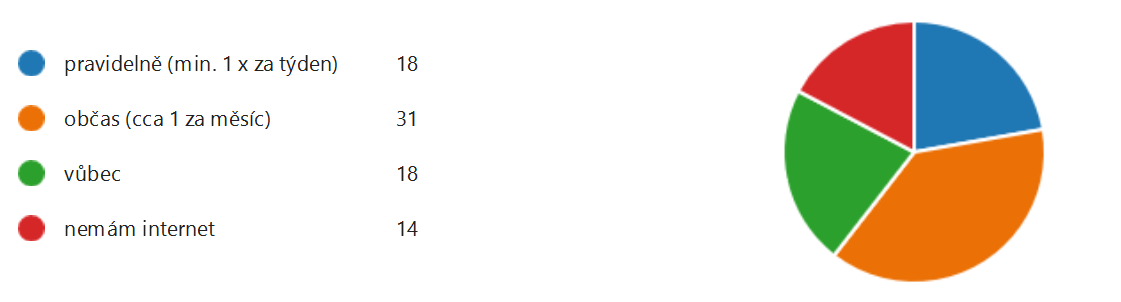 pravidelně (min. 1 x za týden) 18
občas (cca 1 za měsíc) 31
vůbec 18
nemám internet 14